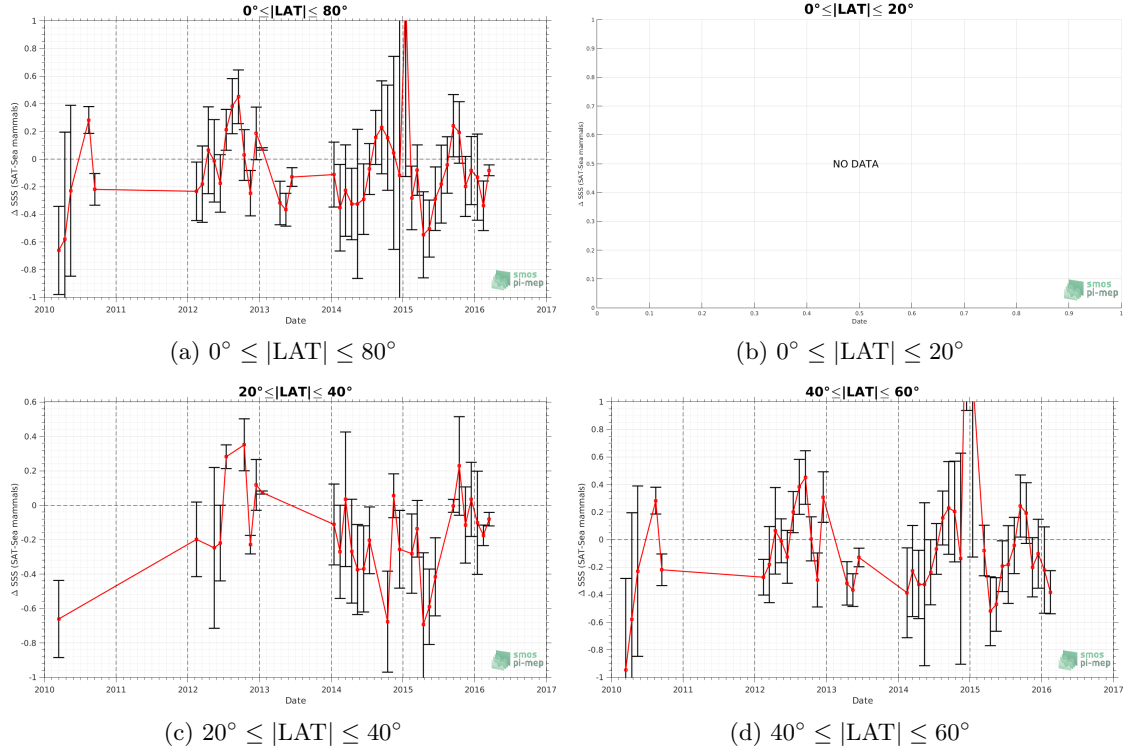 0°≤|LAT|≤ 80°
Δ SSS (SAT-Sea mammals)
1
0.8
0.6
0.4
0.2
0
-0.2
-0.4
-0.6
-0.8
-1
2010 2011 2012 2013 2014 2015 2016 2017
Date
smos
pi-mep
(a) 0° ≤ |LAT| ≤ 80°
0°≤|LAT|≤ 20°
Δ SSS (SAT-Sea mammals)
1
0.9
0.8
0.7
0.6
0.5
0.4
0.3
0.2
0.1
0
NO DATA
0 0.1 0.2 0.3 0.4 0.5 0.6 0.7 0.8 0.9 1
Date
smos
pi-mep
(b) 0° ≤ |LAT| ≤ 20°
20°≤|LAT|≤ 40°
Δ SSS (SAT-Sea mammals)
0.6
0.4
0.2
0
-0.2
-0.4
-0.6
-0.8
-1
2010 2011 2012 2013 2014 2015 2016 2017
Date
smos
pi-mep
(c) 20° ≤ |LAT| ≤ 40°
40°≤|LAT|≤ 60°
Δ SSS (SAT-Sea mammals)
1
0.8
0.6
0.4
0.2
0
-0.2
-0.4
-0.6
-0.8
-1
2010 2011 2012 2013 2014 2015 2016 2017
Date
smos
pi-mep
(d) 40° ≤ |LAT| ≤ 60°